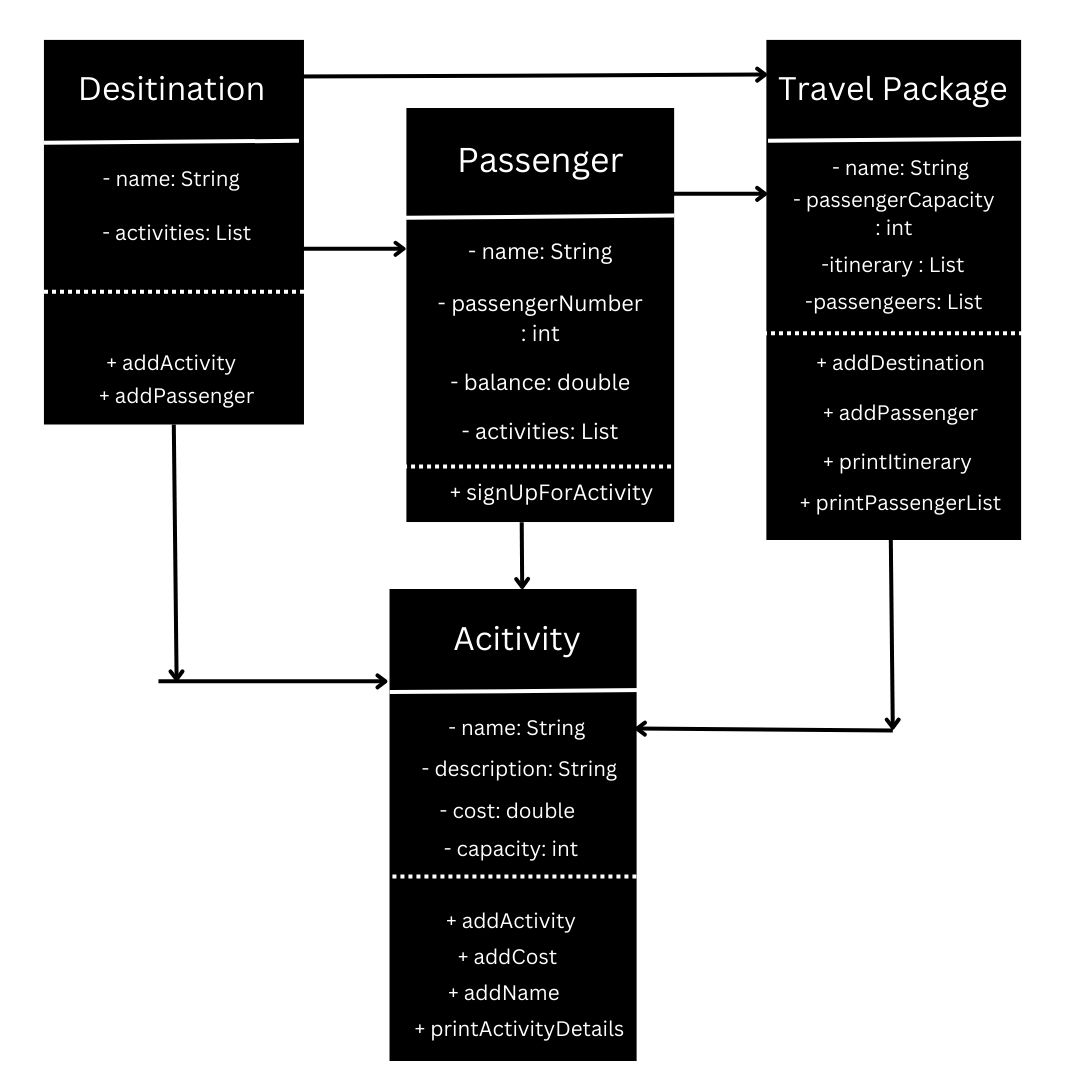 Desitination
- name: String
- activities: List
+ addActivity
+ addPassenger
Passenger
- name: String
- passengerNumber
: int
- balance: double
- activities: List
+ signUpForActivity
Travel Package
- name: String
- passengerCapacity
: int
-itinerary : List
-passengeers: List
+ addDestination
+ addPassenger
+ printItinerary
+ printPassengerList
Acitivity
- name: String
- description: String
- cost: double
- capacity: int
+ addActivity
+ addCost
+ addName
+ printActivityDetails